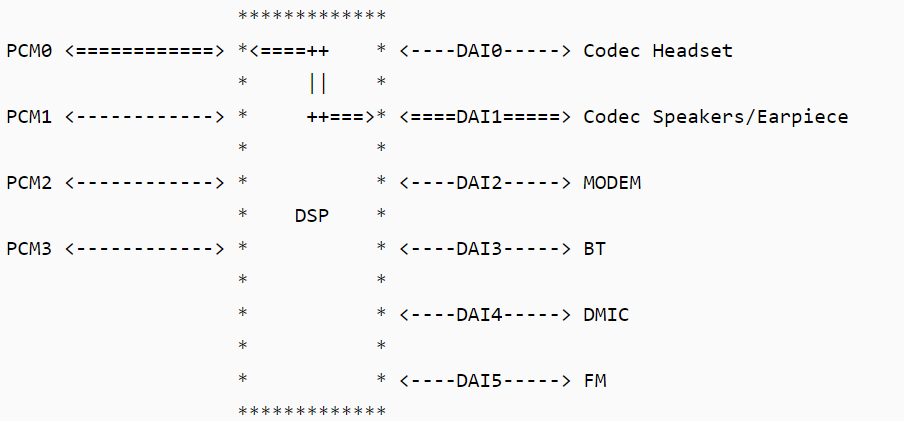 *************
PCM0 <============> *<====++    * <----DAI0-----> Codec Headset
                    *     ||    *
PCM1 <------------> *     ++===>* <====DAI1=====> Codec Speakers/Earpiece
                    *           *
PCM2 <------------> *           * <----DAI2-----> MODEM
                    *    DSP    *
PCM3 <------------> *           * <----DAI3-----> BT
                    *           *
                    *           * <----DAI4-----> DMIC
                    *           *
                    *           * <----DAI5-----> FM
                    *************